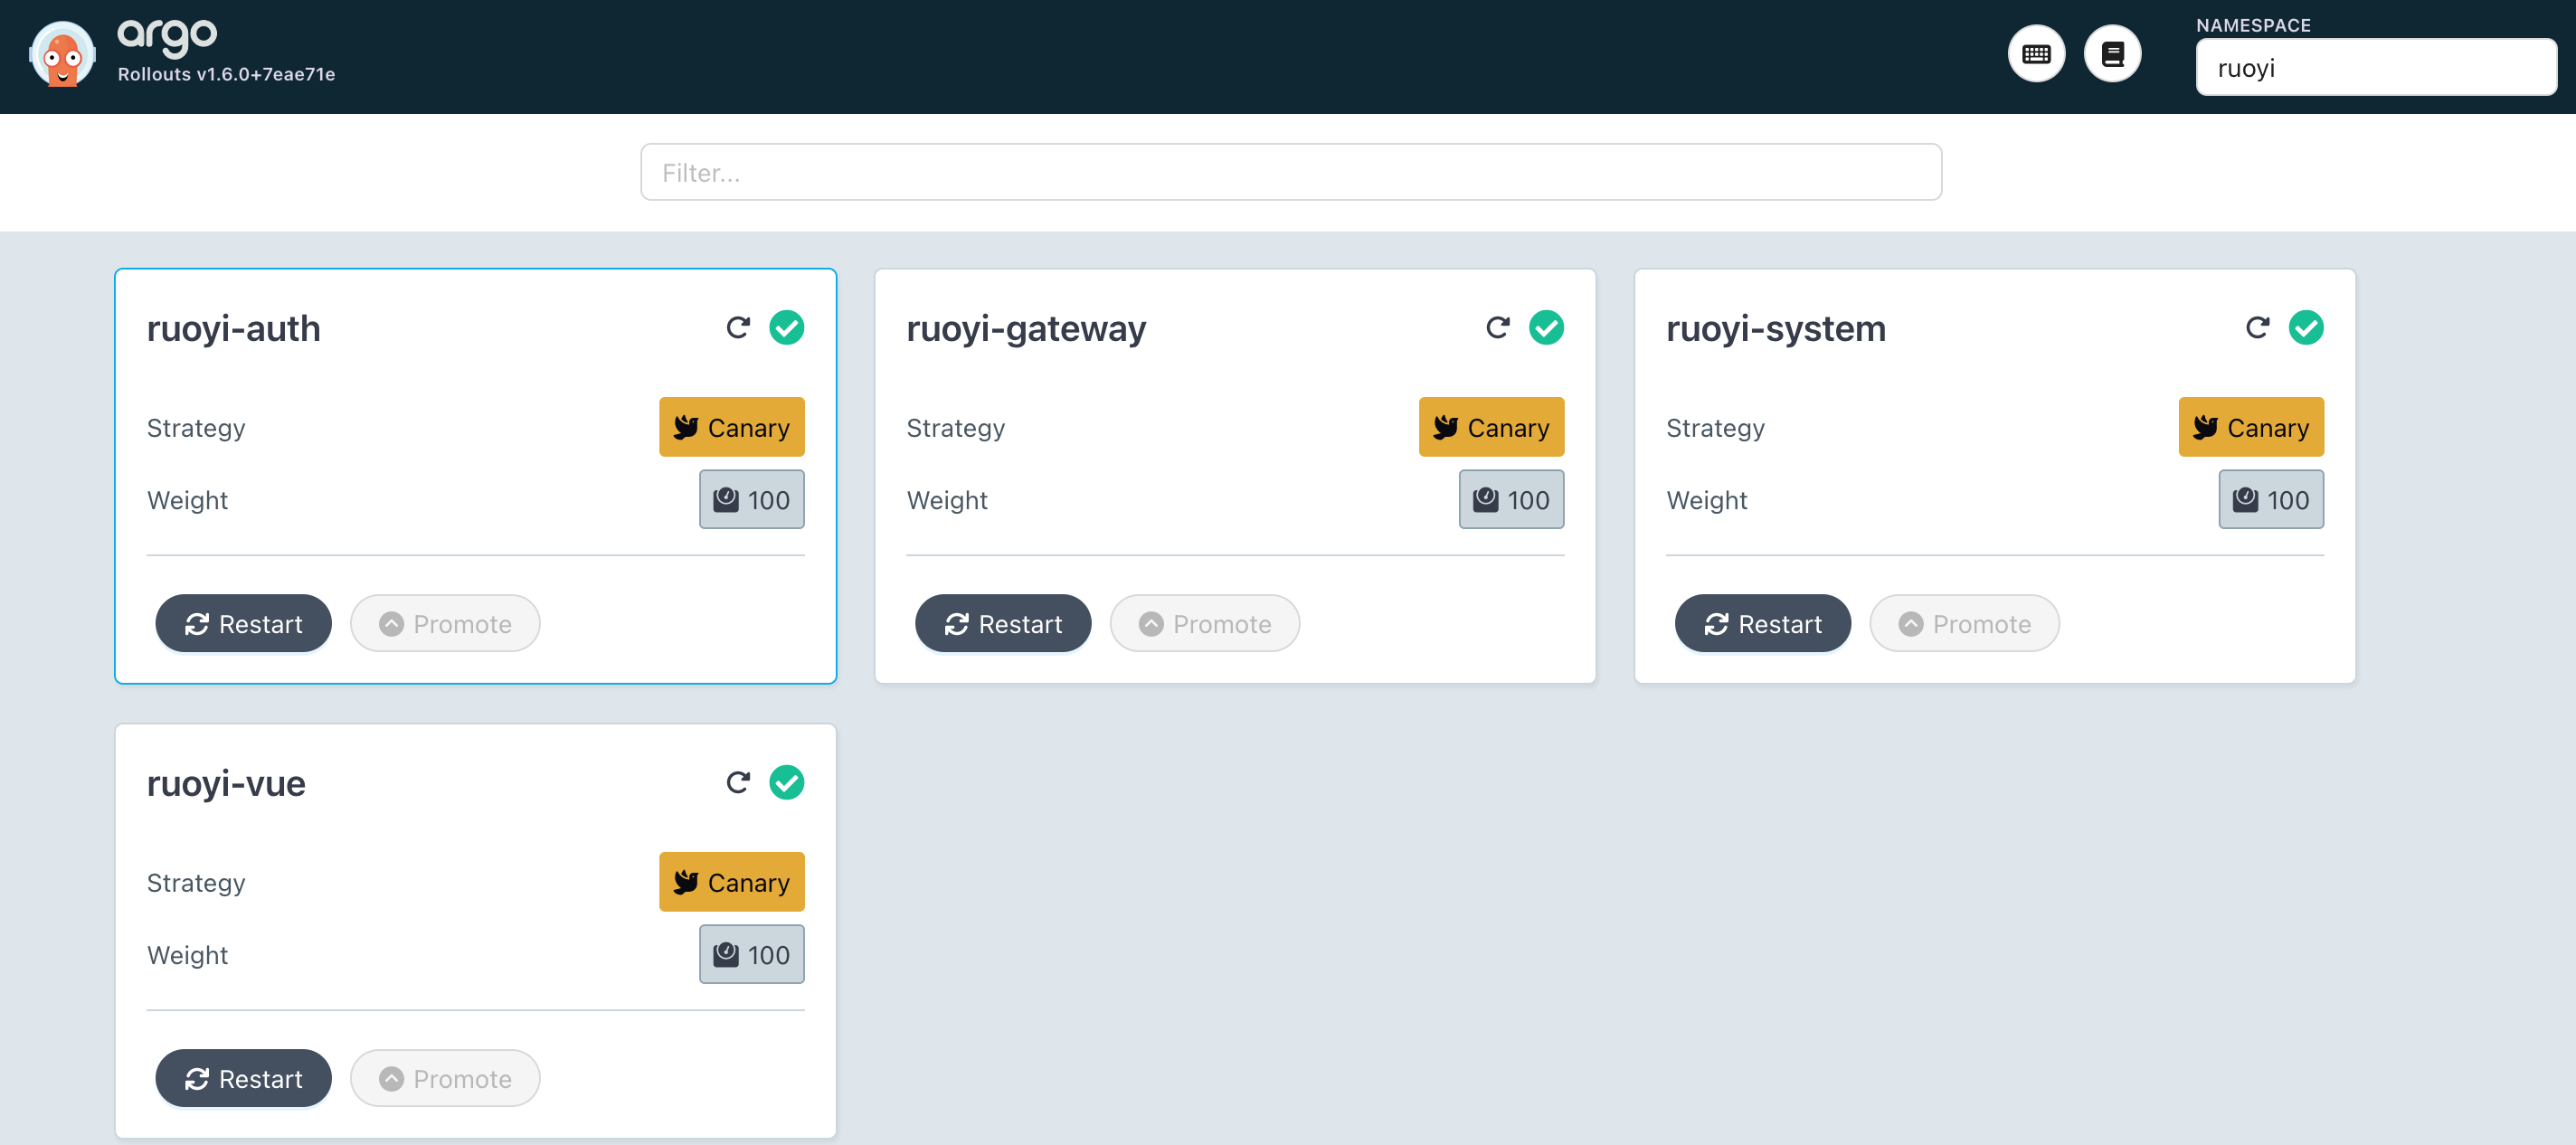 argo
Rollouts v1.6.0+7eae71e
NAMESPACE
ruoyi
Filter...
ruoyi-auth
Strategy
Canary
Weight
100
Restart
Promote
ruoyi-gateway
Strategy
Canary
Weight
100
Restart
Promote
ruoyi-system
Strategy
Canary
Weight
100
Restart
Promote
ruoyi-vue
Strategy
Canary
Weight
100
Restart
Promote